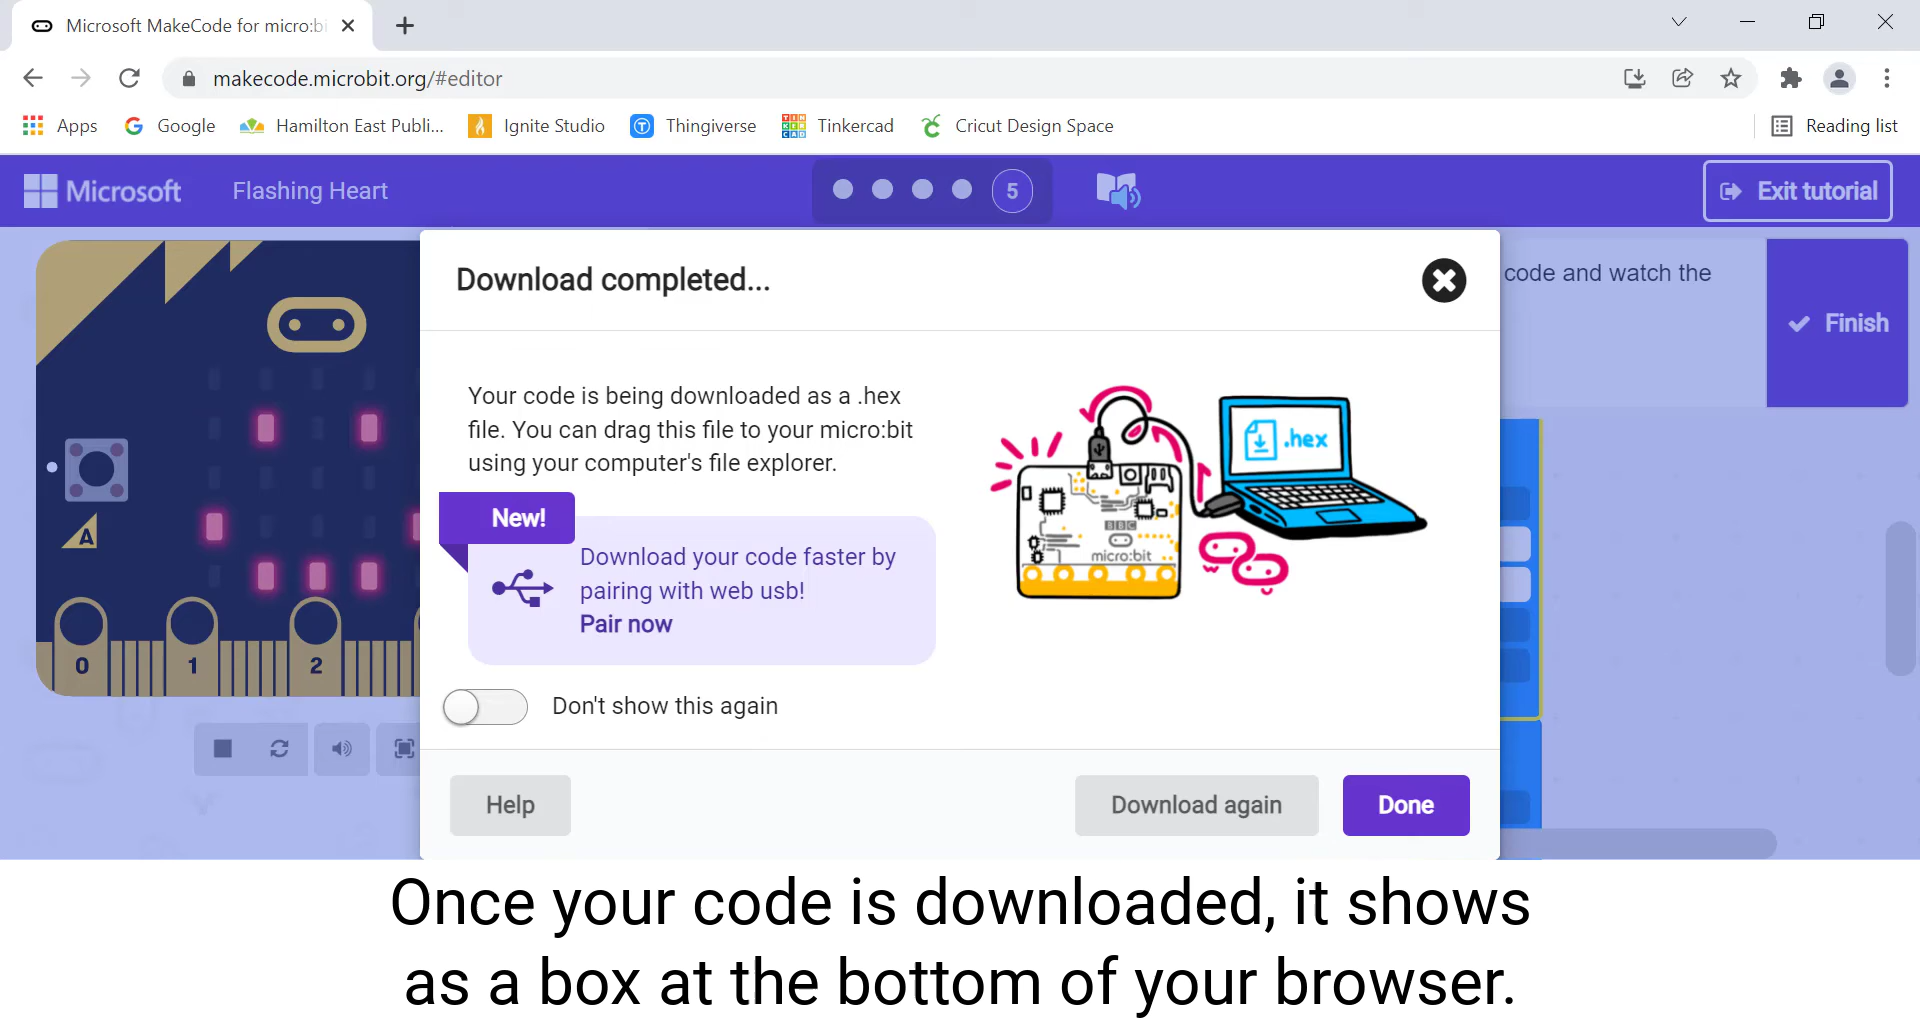 Microsoft MakeCode for micro:bi
makecode.microbit.org/#editor
Apps Google Hamilton East Publi... Ignite Studio Thingiverse Tinkercad Cricut Design Space Reading list
Microsoft Flashing Heart 5 Exit tutorial
Download completed...
code and watch the
Finish
Your code is being downloaded as a .hex
file. You can drag this file to your micro:bit
using your computer's file explorer.
.hex
BBC
micro:bit
New!
Download your code faster by
pairing with web usb!
Pair now
A
0 1 2
Don't show this again
Help Download again Done
Once your code is downloaded, it shows
as a box at the bottom of your browser.